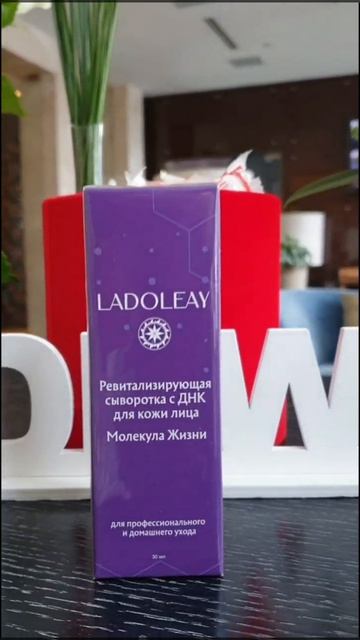 LADOLEAY
Ревитализирующая
сыворотка с ДНК
для кожи лица
Молекула Жизни
для профессионального
и домашнего ухода
30 мл